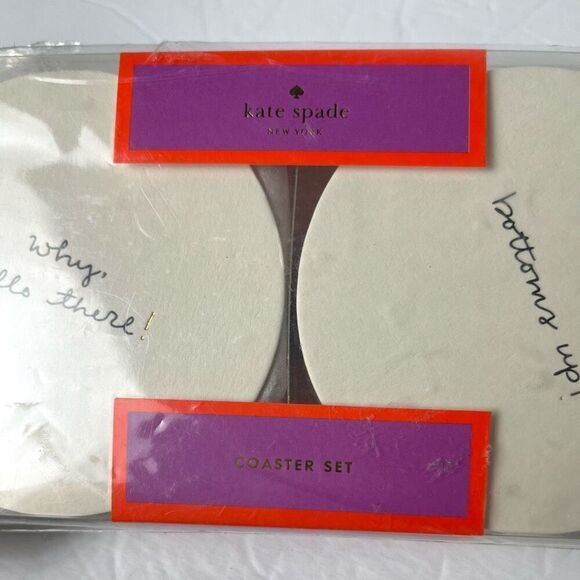 kate spade
NEW YORK
why,
llo there!
bottoms up!
COASTER SET